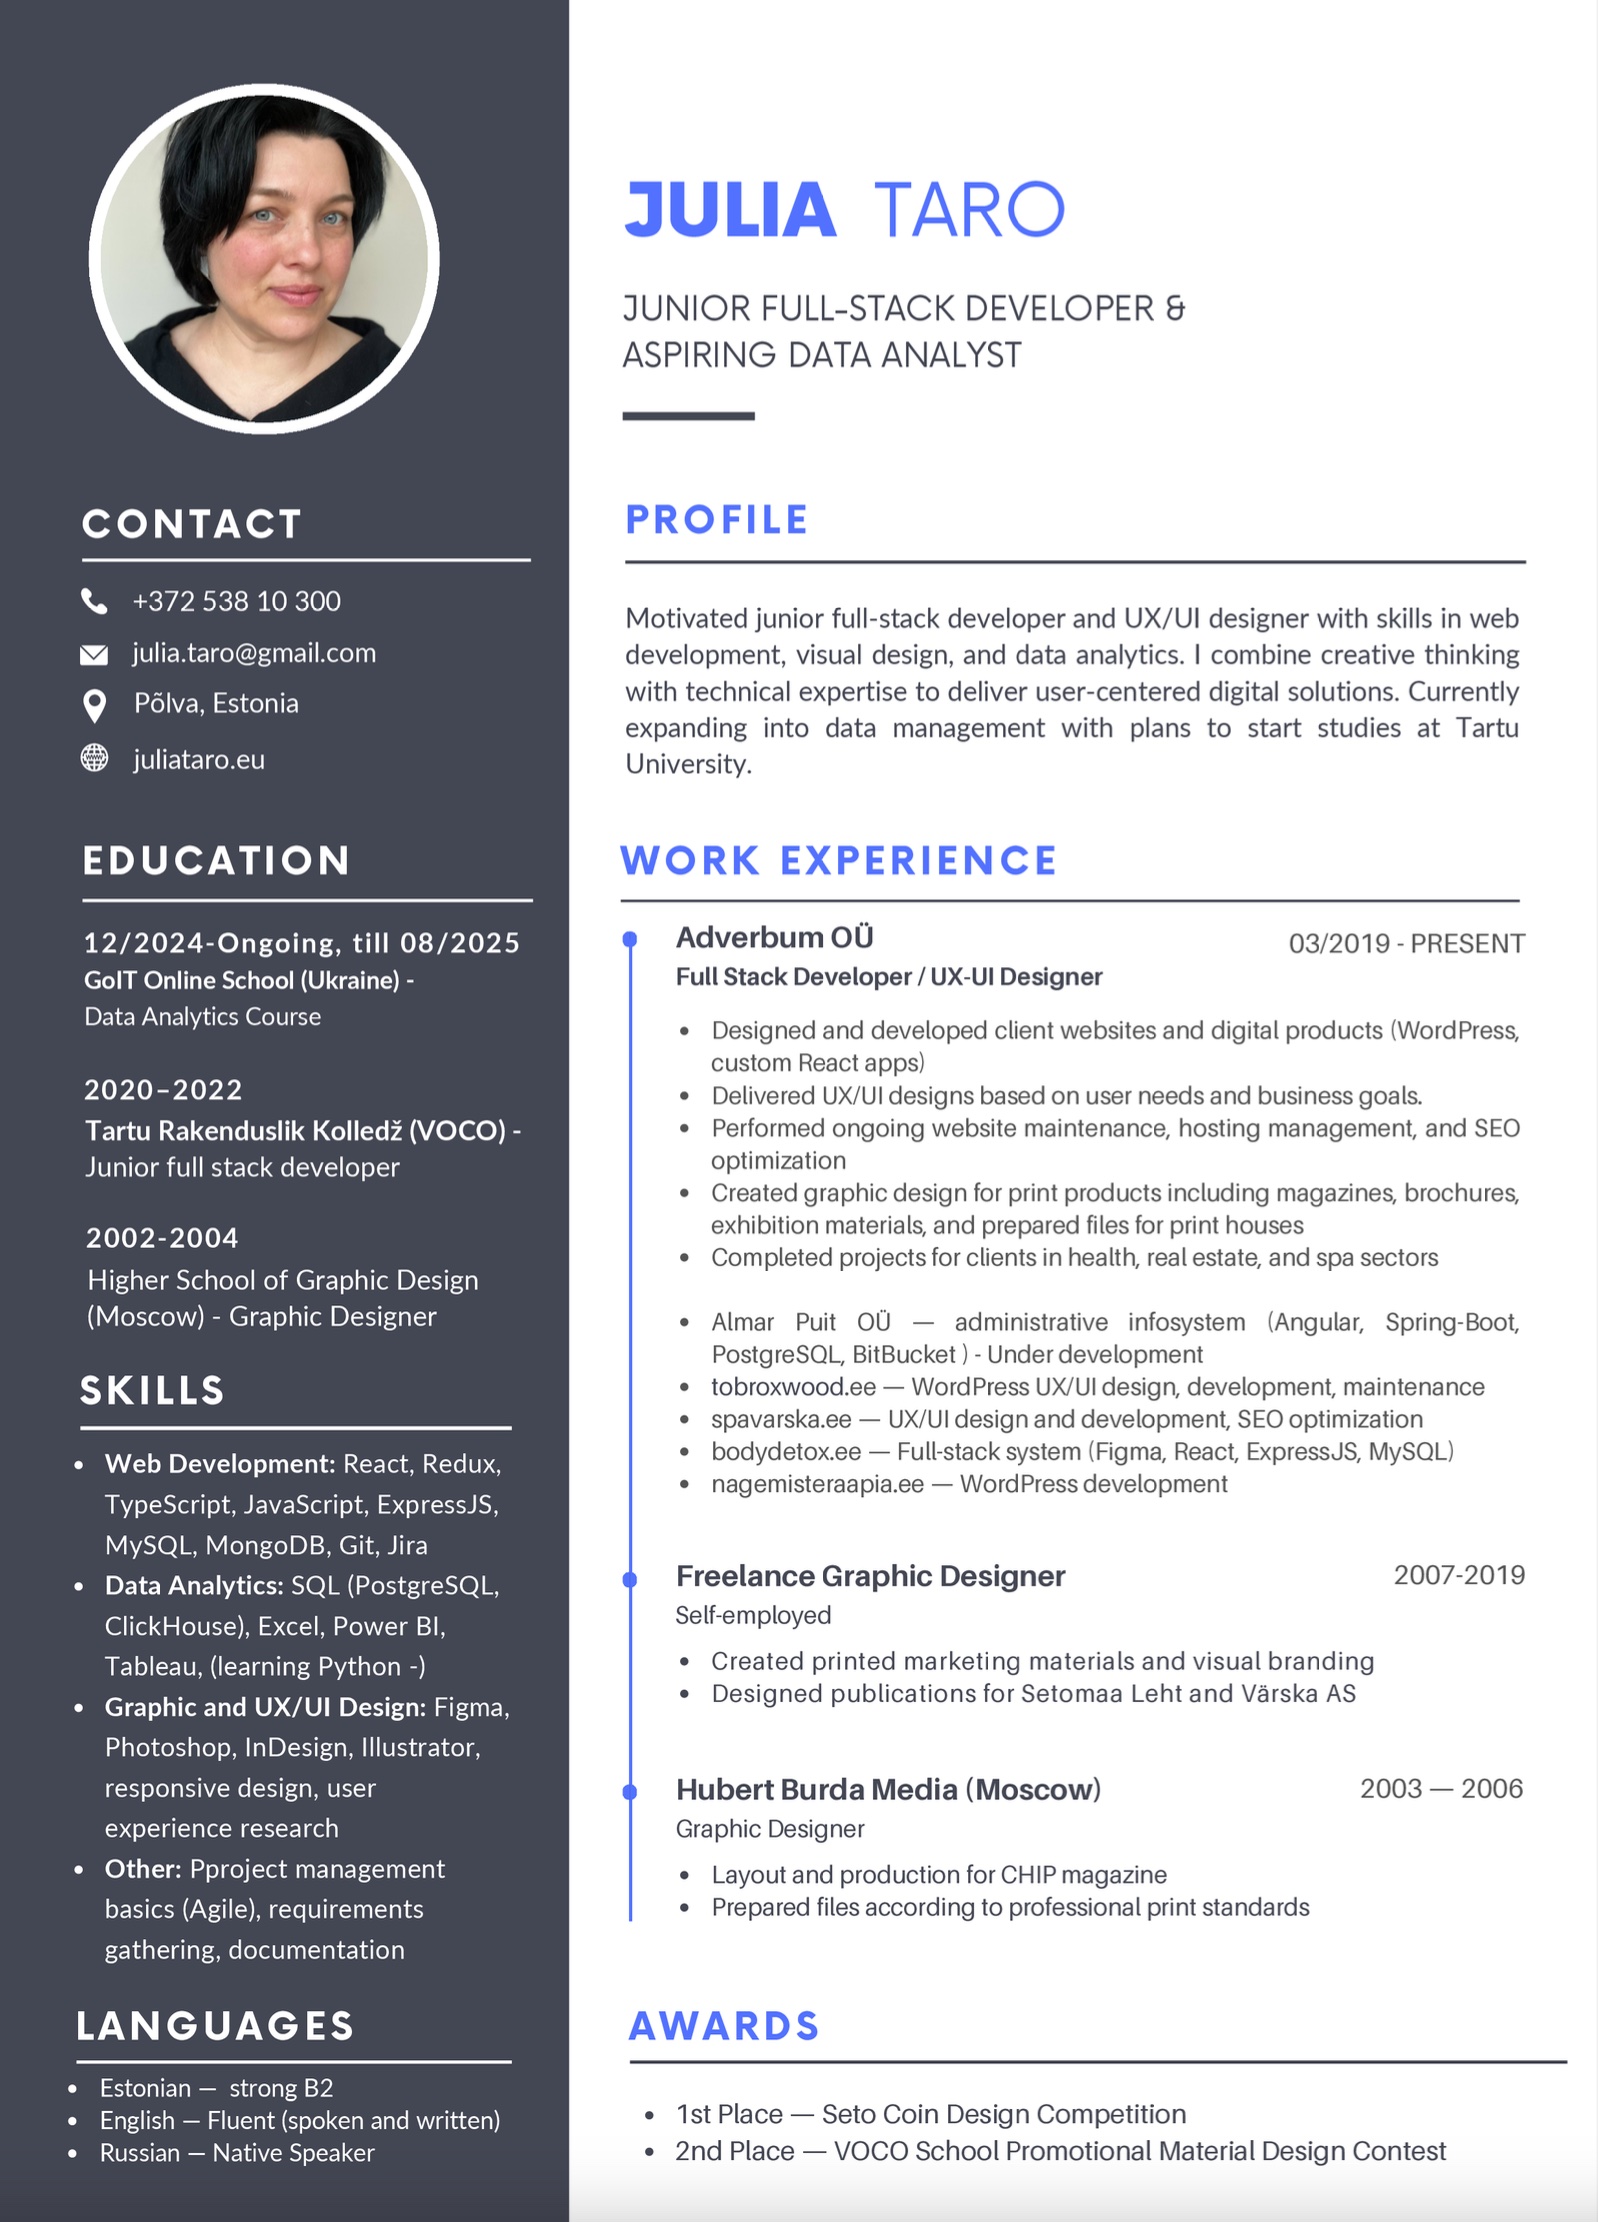 JULIA TARO
JUNIOR FULL-STACK DEVELOPER &
ASPIRING DATA ANALYST
CONTACT
+372 538 10 300
julia.taro@gmail.com
Põlva, Estonia
juliataro.eu
EDUCATION
12/2024-Ongoing, till 08/2025
GoIT Online School (Ukraine) -
Data Analytics Course
2020–2022
Tartu Rakenduslik Kolledž (VOCO) -
Junior full stack developer
2002-2004
Higher School of Graphic Design
(Moscow) - Graphic Designer
SKILLS
• Web Development: React, Redux,
TypeScript, JavaScript, ExpressJS,
MySQL, MongoDB, Git, Jira
• Data Analytics: SQL (PostgreSQL,
ClickHouse), Excel, Power BI,
Tableau, (learning Python -)
• Graphic and UX/UI Design: Figma,
Photoshop, InDesign, Illustrator,
responsive design, user
experience research
• Other: Pproject management
basics (Agile), requirements
gathering, documentation
LANGUAGES
• Estonian — strong B2
• English — Fluent (spoken and written)
• Russian — Native Speaker
PROFILE
Motivated junior full-stack developer and UX/UI designer with skills in web
development, visual design, and data analytics. I combine creative thinking
with technical expertise to deliver user-centered digital solutions. Currently
expanding into data management with plans to start studies at Tartu
University.
WORK EXPERIENCE
Adverbum OÜ 03/2019 - PRESENT
Full Stack Developer / UX-UI Designer
• Designed and developed client websites and digital products (WordPress,
custom React apps)
• Delivered UX/UI designs based on user needs and business goals.
• Performed ongoing website maintenance, hosting management, and SEO
optimization
• Created graphic design for print products including magazines, brochures,
exhibition materials, and prepared files for print houses
• Completed projects for clients in health, real estate, and spa sectors
• Almar Puit OÜ — administrative infosystem (Angular, Spring-Boot,
PostgreSQL, BitBucket ) - Under development
• tobroxwood.ee — WordPress UX/UI design, development, maintenance
• spavarska.ee — UX/UI design and development, SEO optimization
• bodydetox.ee — Full-stack system (Figma, React, ExpressJS, MySQL)
• nagemisteraapia.ee — WordPress development
Freelance Graphic Designer 2007-2019
Self-employed
• Created printed marketing materials and visual branding
• Designed publications for Setomaa Leht and Värska AS
Hubert Burda Media (Moscow) 2003 — 2006
Graphic Designer
• Layout and production for CHIP magazine
• Prepared files according to professional print standards
AWARDS
• 1st Place — Seto Coin Design Competition
• 2nd Place — VOCO School Promotional Material Design Contest